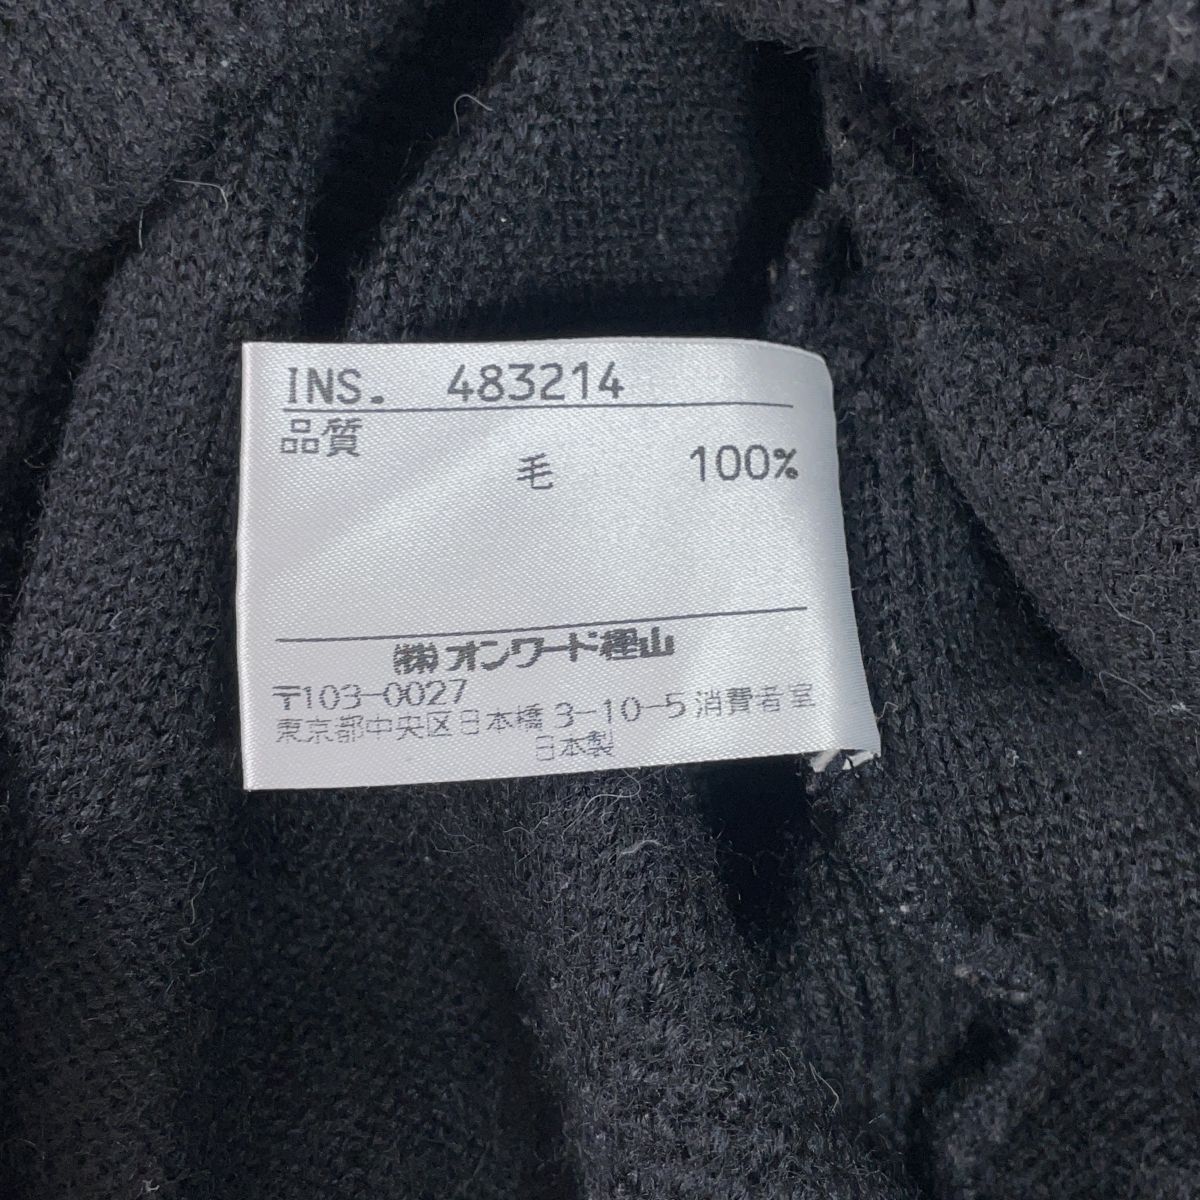 INS. 483214
品質
毛 100%
㈱オンワード樫山
〒103-0027
東京都中央区日本橋3-10-5消費者室
日本製